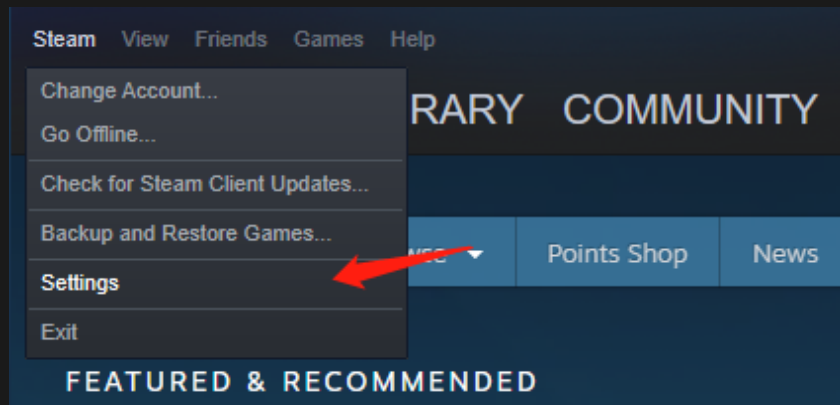 Steam View Friends Games Help
Change Account...
RARY COMMUNITY
Go Offline...
Check for Steam Client Updates...
Backup and Restore Games...
Points Shop News
Settings
Exit
FEATURED & RECOMMENDED